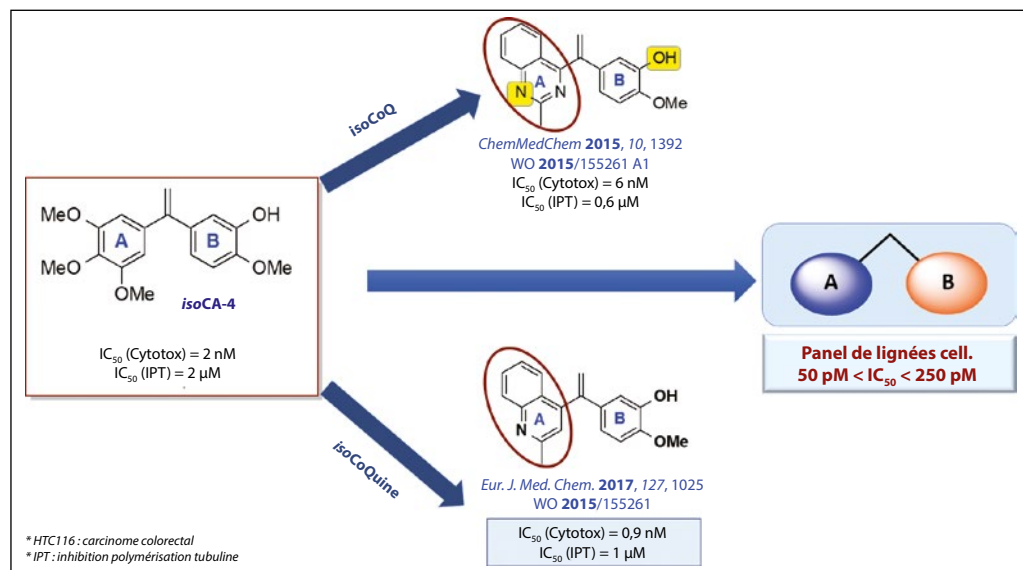 isoCoQ
A
N
N
B
OH
OMe
ChemMedChem 2015, 10, 1392
WO 2015/155261 A1
IC50 (Cytotox) = 6 nM
IC50 (IPT) = 0,6 µM
MeO
MeO
OMe
A
B
OH
OMe
isoCA-4
IC50 (Cytotox) = 2 nM
IC50 (IPT) = 2 µM
A
B
Panel de lignées cell.
50 pM < IC50 < 250 pM
isoCoQuine
A
N
B
OH
OMe
Eur. J. Med. Chem. 2017, 127, 1025
WO 2015/155261
IC50 (Cytotox) = 0,9 nM
IC50 (IPT) = 1 µM
* HTC116 : carcinome colorectal
* IPT : inhibition polymérisation tubuline